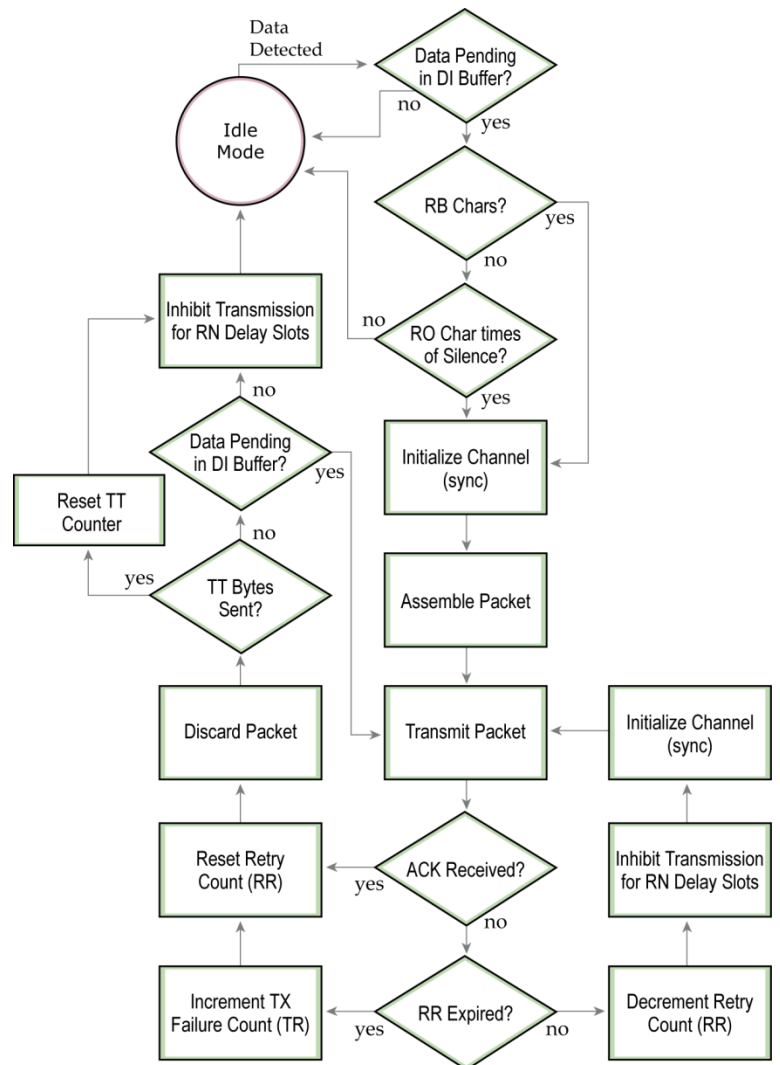 Data
Detected
Data Pending
in DI Buffer?
no
yes
Idle
Mode
RB Chars?
yes
no
Inhibit Transmission
for RN Delay Slots
no
RO Char times
of Silence?
yes
no
Data Pending
in DI Buffer?
yes
Initialize Channel
(sync)
Reset TT
Counter
no
yes
TT Bytes
Sent?
Assemble Packet
Discard Packet
Transmit Packet
Initialize Channel
(sync)
Reset Retry
Count (RR)
yes
ACK Received?
no
Inhibit Transmission
for RN Delay Slots
Increment TX
Failure Count (TR)
yes
RR Expired?
no
Decrement Retry
Count (RR)